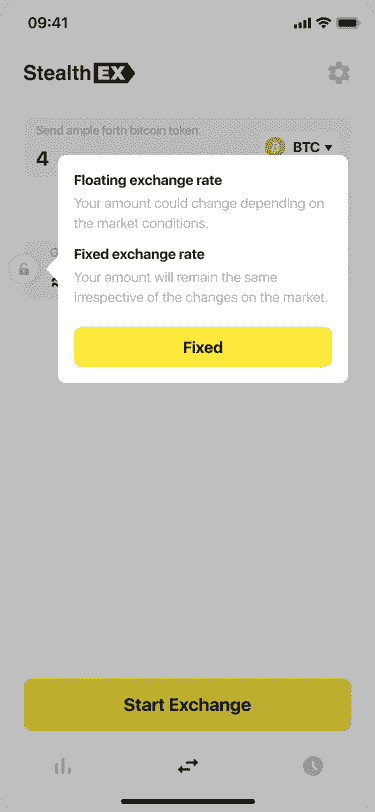 09:41
StealthEX
Send ample forth bitcoin token
4
BTC
Floating exchange rate
Your amount could change depending on
the market conditions.
Fixed exchange rate
Your amount will remain the same
irrespective of the changes on the market.
Fixed
Start Exchange